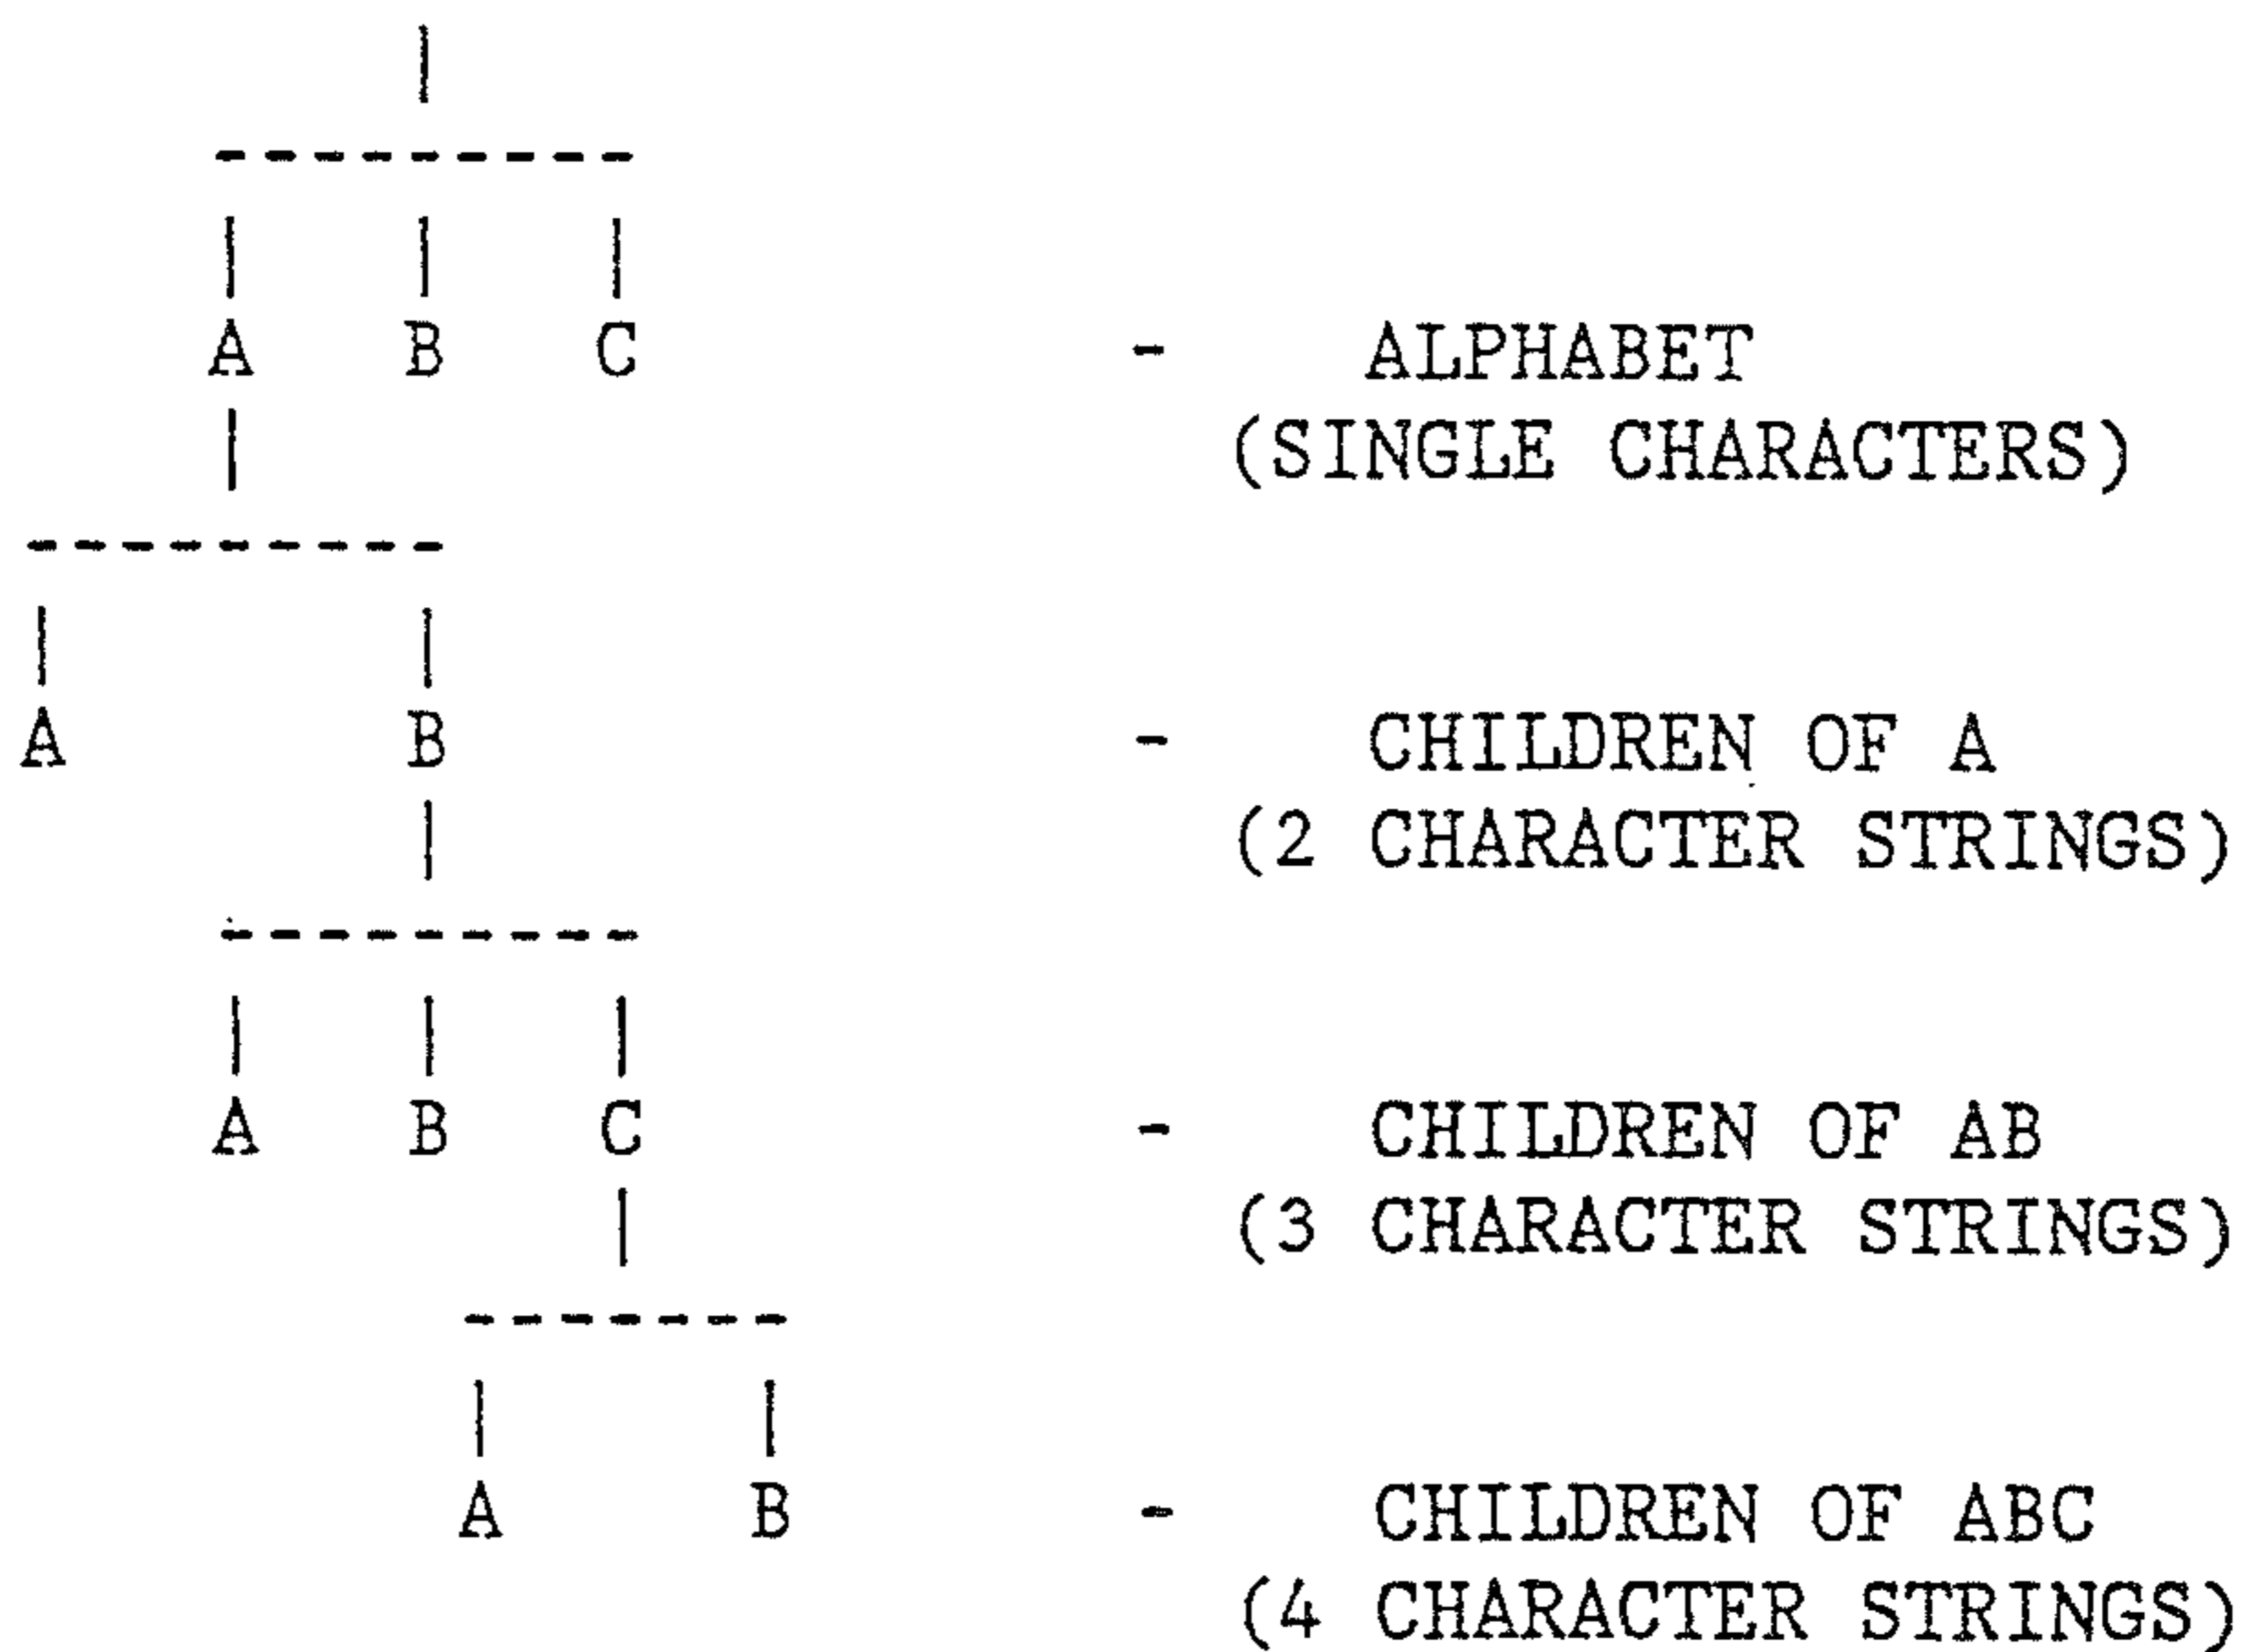 A B C - ALPHABET
(SINGLE CHARACTERS)
A B - CHILDREN OF A
(2 CHARACTER STRINGS)
A B C - CHILDREN OF AB
(3 CHARACTER STRINGS)
A B - CHILDREN OF ABC
(4 CHARACTER STRINGS)